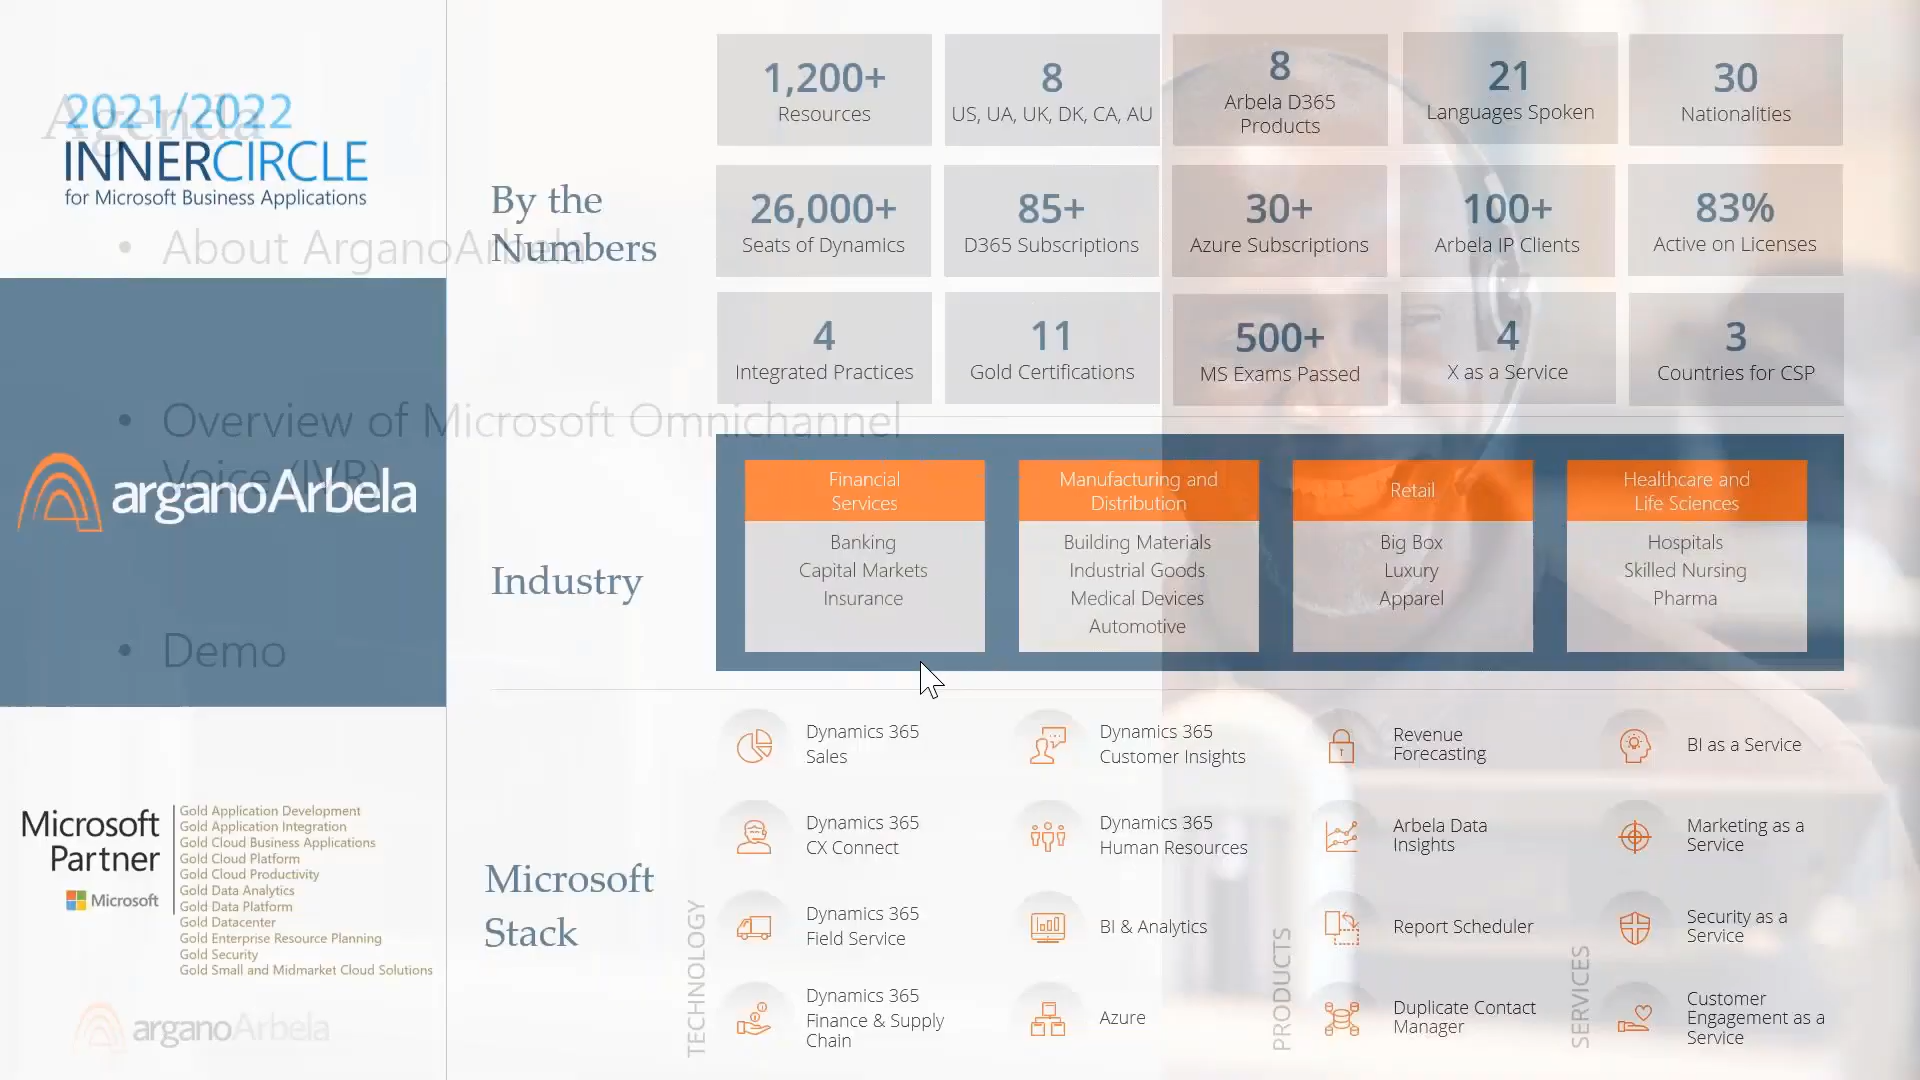 Agenda
2021/2022
INNERCIRCLE
for Microsoft Business Applications
• About ArganoArbela
• Overview of Microsoft Omnichannel
Voice (IVR)
• Demo
arganoArbela
Microsoft
Partner
Microsoft
Gold Application Development
Gold Application Integration
Gold Cloud Business Applications
Gold Cloud Platform
Gold Cloud Productivity
Gold Data Analytics
Gold Data Platform
Gold Datacenter
Gold Enterprise Resource Planning
Gold Security
Gold Small and Midmarket Cloud Solutions
arganoArbela
By the
Numbers
1,200+
Resources
8
US, UA, UK, DK, CA, AU
8
Arbela D365
Products
21
Languages Spoken
30
Nationalities
26,000+
Seats of Dynamics
85+
D365 Subscriptions
30+
Azure Subscriptions
100+
Arbela IP Clients
83%
Active on Licenses
4
Integrated Practices
11
Gold Certifications
500+
MS Exams Passed
4
X as a Service
3
Countries for CSP
Industry
Financial
Services
Banking
Capital Markets
Insurance
Manufacturing and
Distribution
Building Materials
Industrial Goods
Medical Devices
Automotive
Retail
Big Box
Luxury
Apparel
Healthcare and
Life Sciences
Hospitals
Skilled Nursing
Pharma
Microsoft
Stack
TECHNOLOGY
Dynamics 365
Sales
Dynamics 365
CX Connect
Dynamics 365
Field Service
Dynamics 365
Finance & Supply
Chain
Dynamics 365
Customer Insights
Dynamics 365
Human Resources
BI & Analytics
Azure
PRODUCTS
Revenue
Forecasting
Arbela Data
Insights
Report Scheduler
Duplicate Contact
Manager
SERVICES
BI as a Service
Marketing as a
Service
Security as a
Service
Customer
Engagement as a
Service